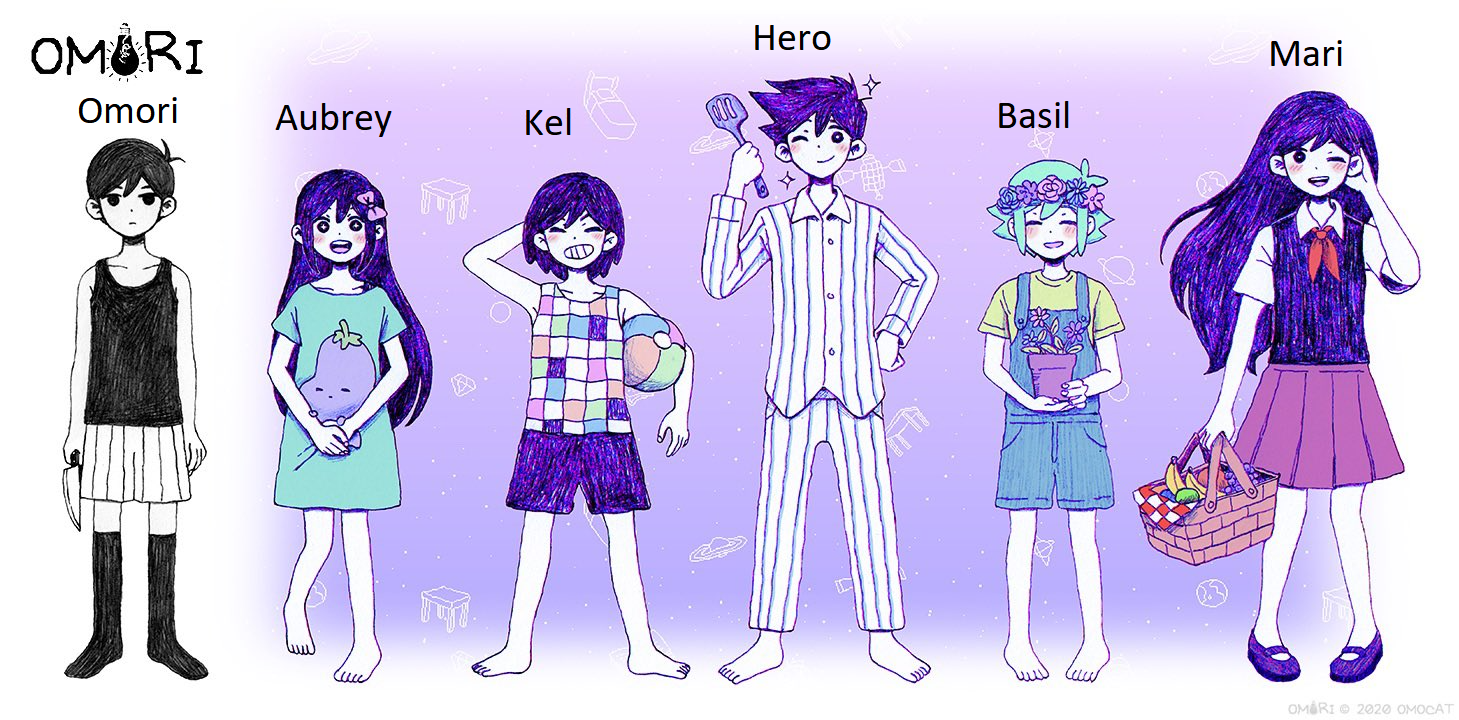 OMORI
Omori
Aubrey
Kel
Hero
Basil
Mari
OMORI © 2020 OMOCAT